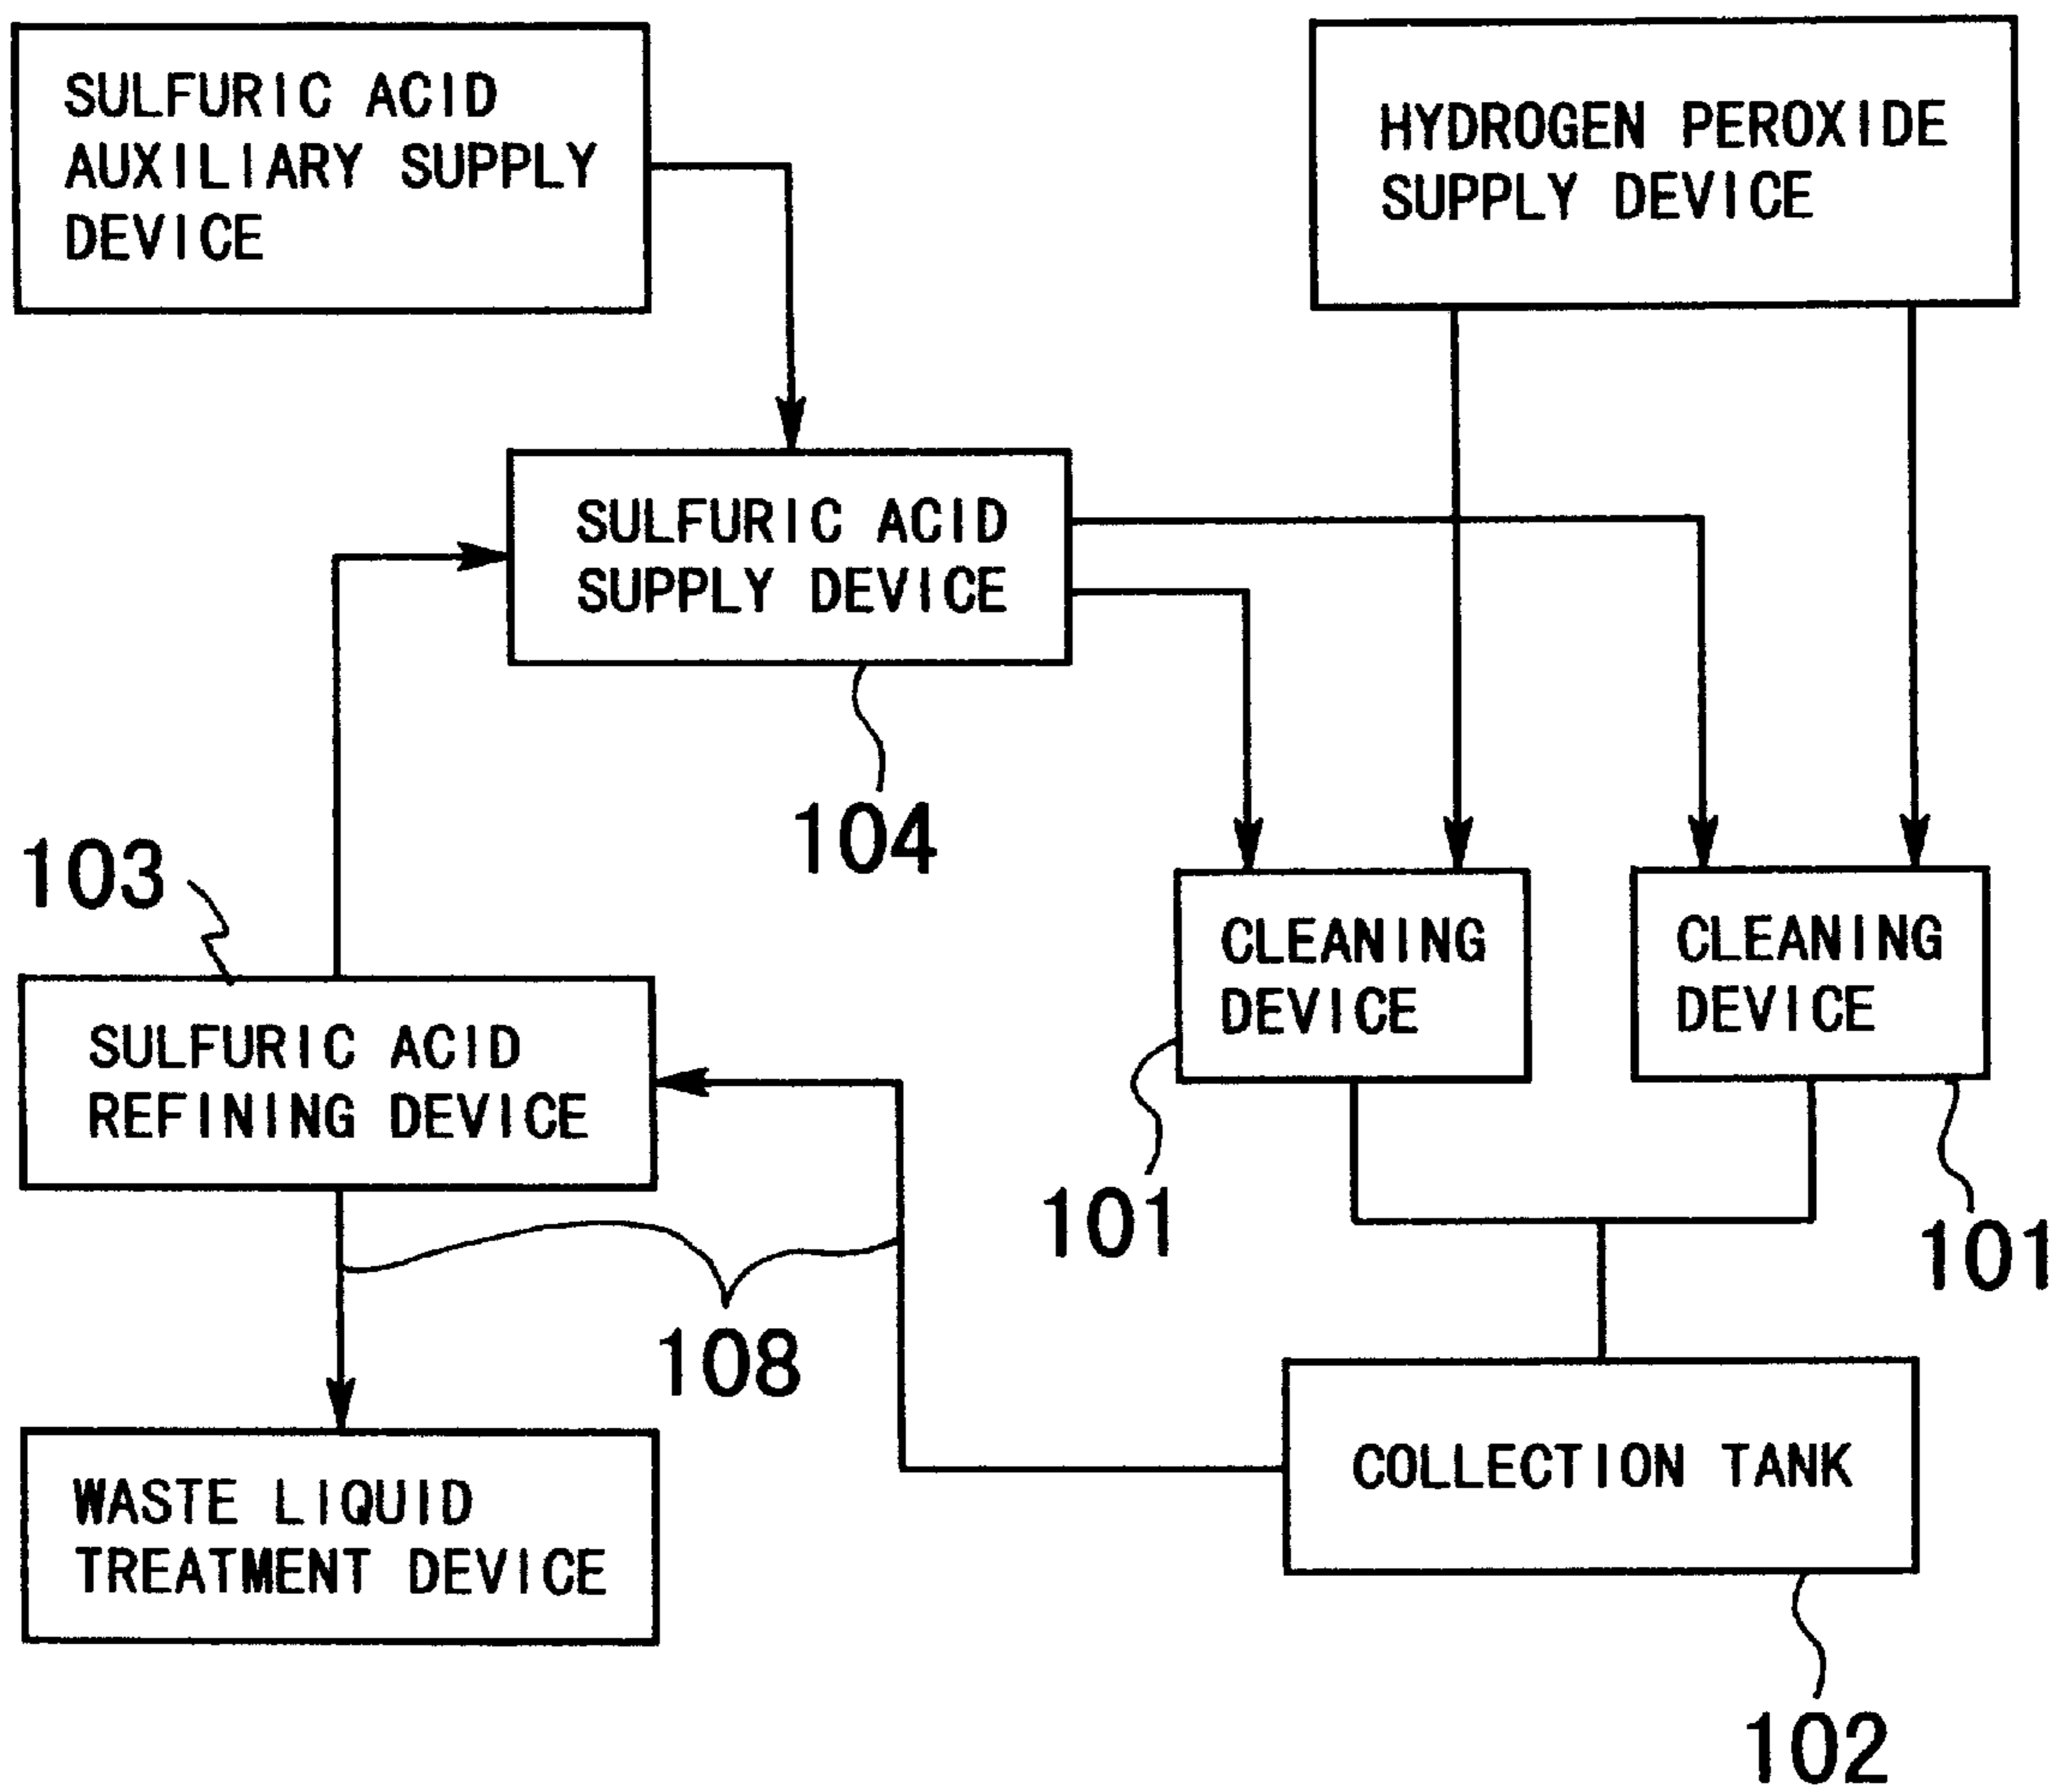 SULFURIC ACID
AUXILIARY SUPPLY
DEVICE
HYDROGEN PEROXIDE
SUPPLY DEVICE
SULFURIC ACID
SUPPLY DEVICE
104
103
CLEANING
DEVICE
CLEANING
DEVICE
SULFURIC ACID
REFINING DEVICE
101
101
108
COLLECTION TANK
WASTE LIQUID
TREATMENT DEVICE
102